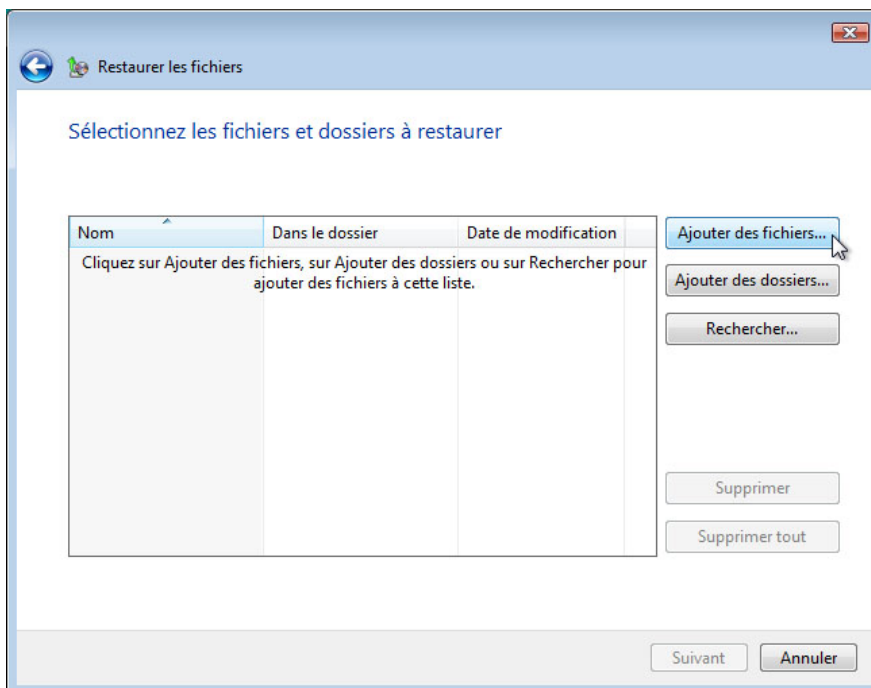 Restaurer les fichiers
Sélectionnez les fichiers et dossiers à restaurer
Nom Dans le dossier Date de modification
Cliquez sur Ajouter des fichiers, sur Ajouter des dossiers ou sur Rechercher pour
ajouter des fichiers à cette liste.
Ajouter des fichiers...
Ajouter des dossiers...
Rechercher...
Supprimer
Supprimer tout
Suivant Annuler